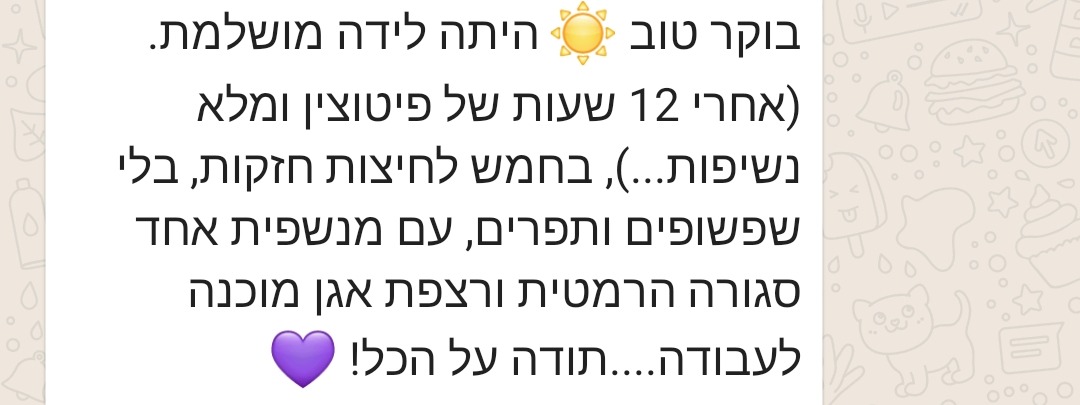 בוקר טוב ☀️ היתה לידה מושלמת.
(אחרי 12 שעות של פיטוצין ומלא
נשיפות...), בחמש לחיצות חזקות, בלי
שפשופים ותפרים, עם מנשפית אחד
סגורה הרמטית ורצפת אגן מוכנה
לעבודה....תודה על הכל! 💜